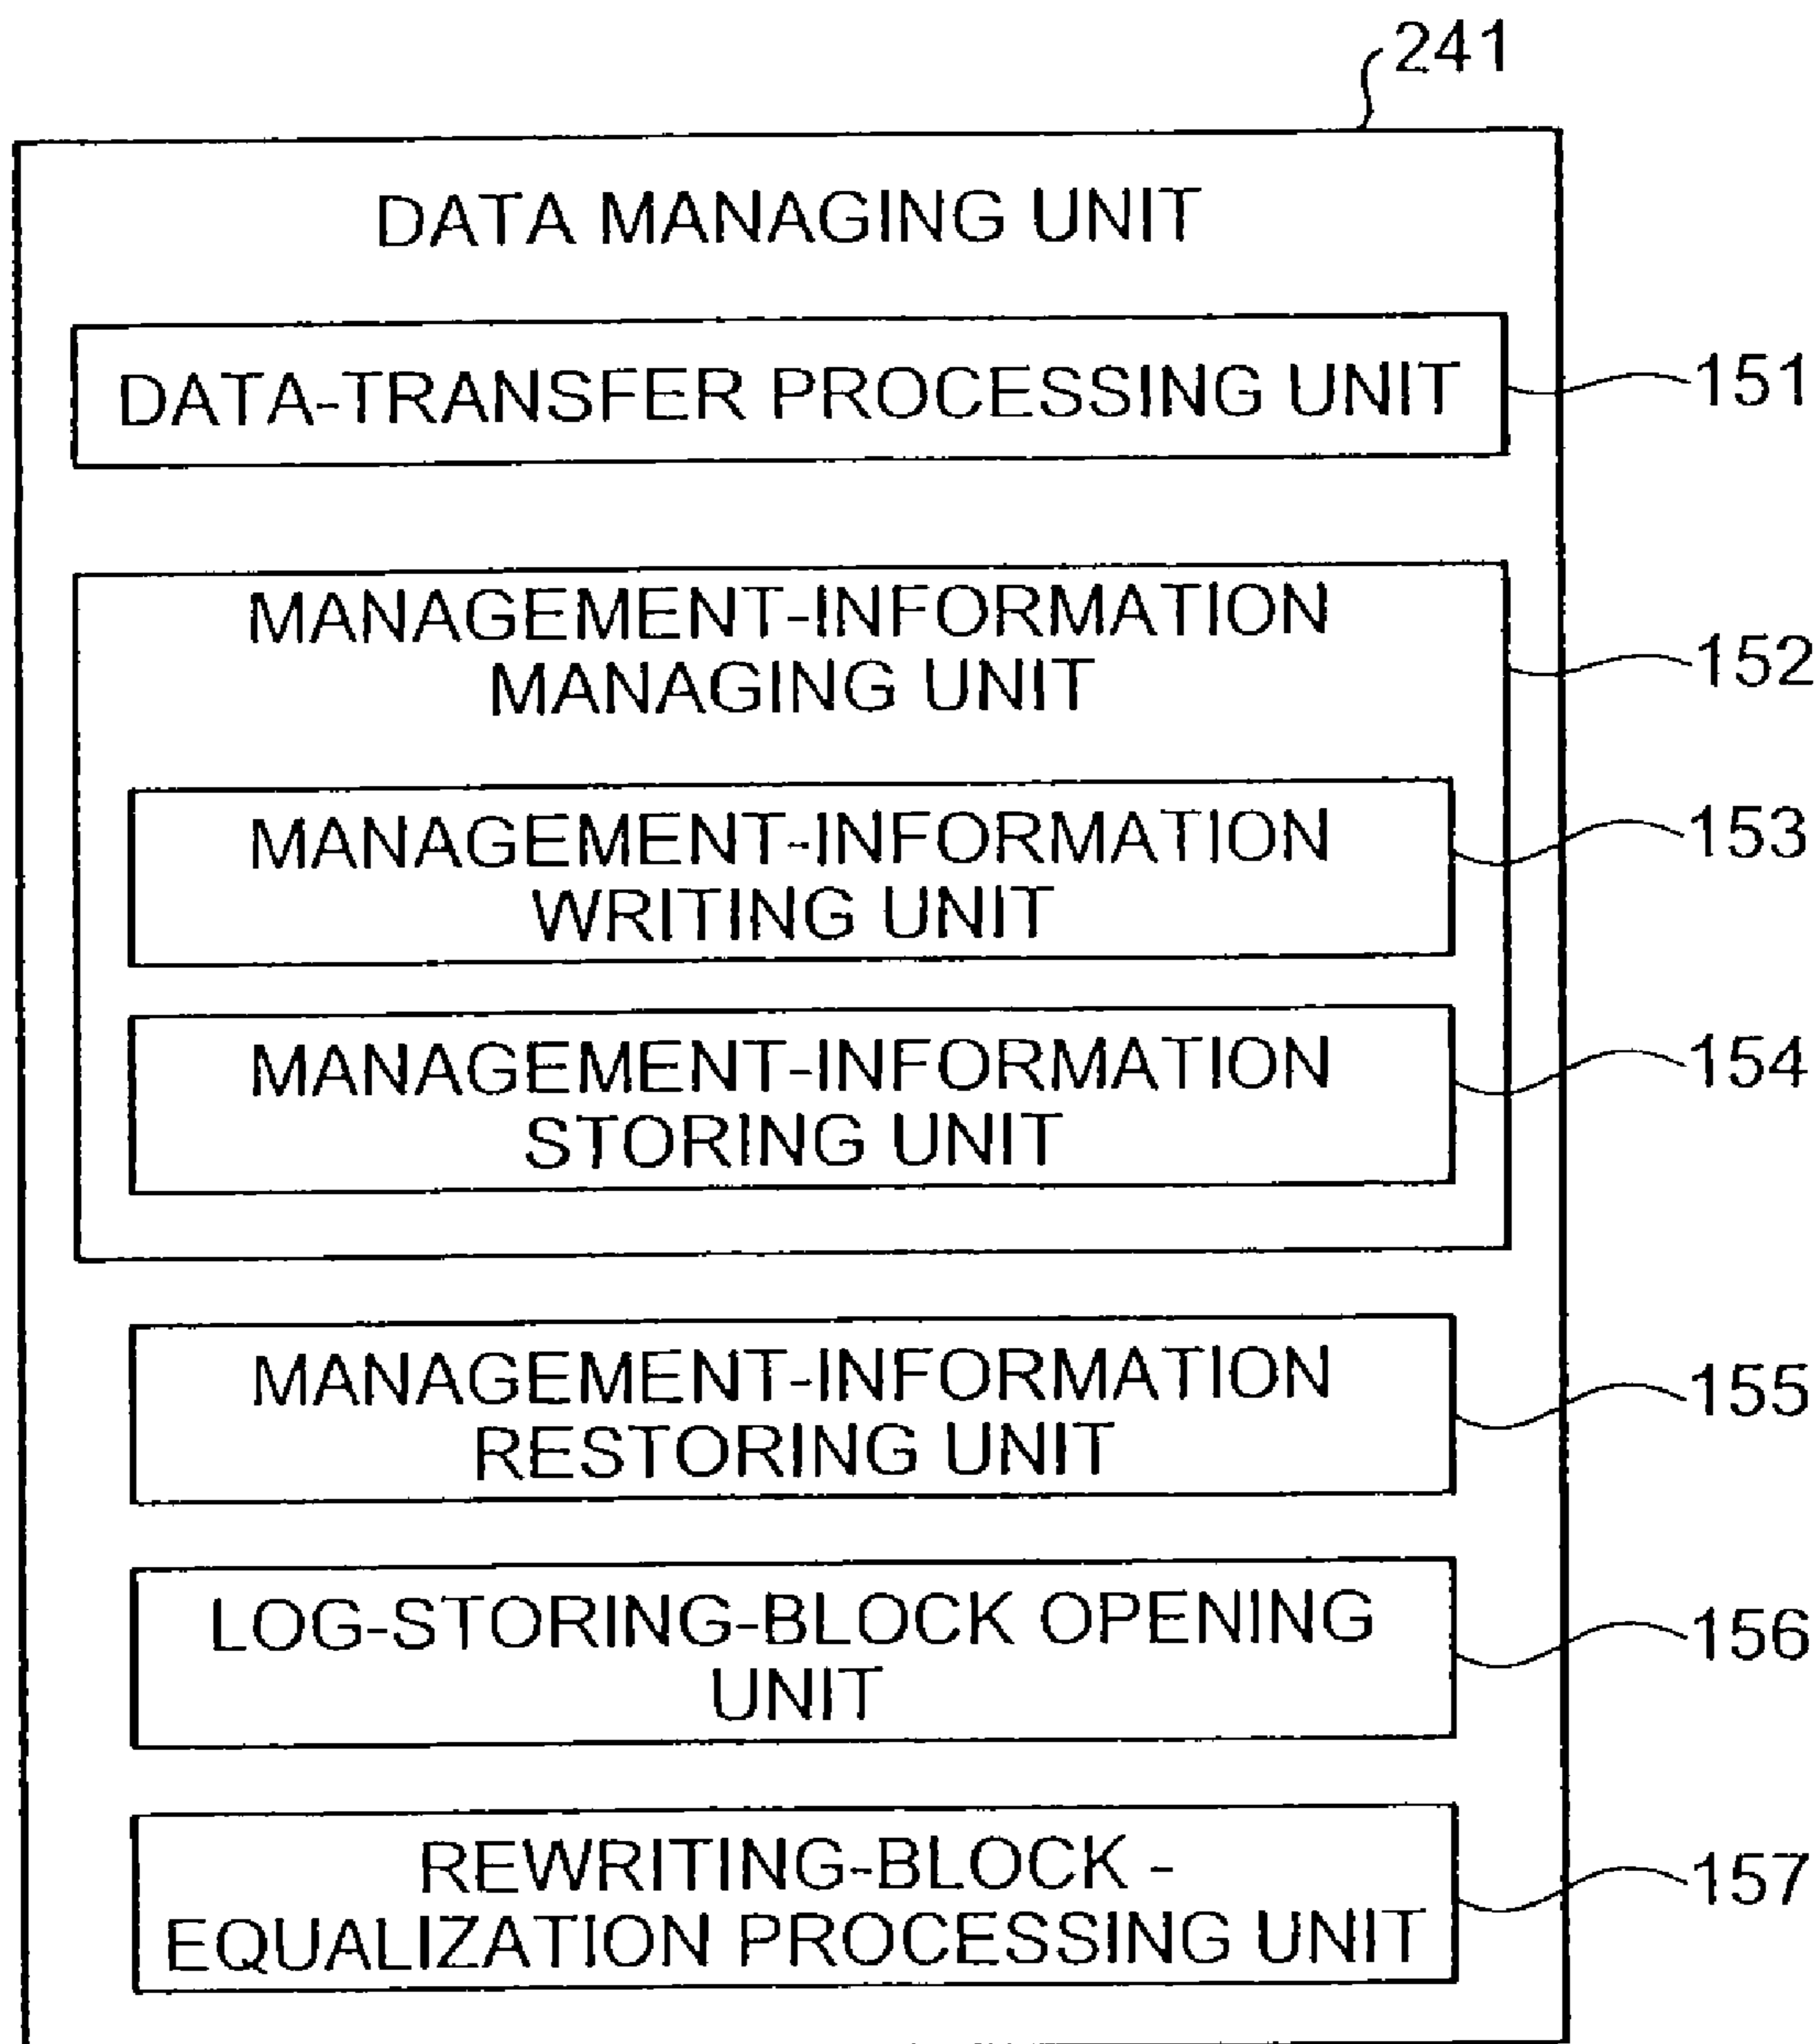 241
DATA MANAGING UNIT
DATA-TRANSFER PROCESSING UNIT
151
MANAGEMENT-INFORMATION
MANAGING UNIT
152
MANAGEMENT-INFORMATION
WRITING UNIT
153
MANAGEMENT-INFORMATION
STORING UNIT
154
MANAGEMENT-INFORMATION
RESTORING UNIT
155
LOG-STORING-BLOCK OPENING
UNIT
156
REWRITING-BLOCK -
EQUALIZATION PROCESSING UNIT
157